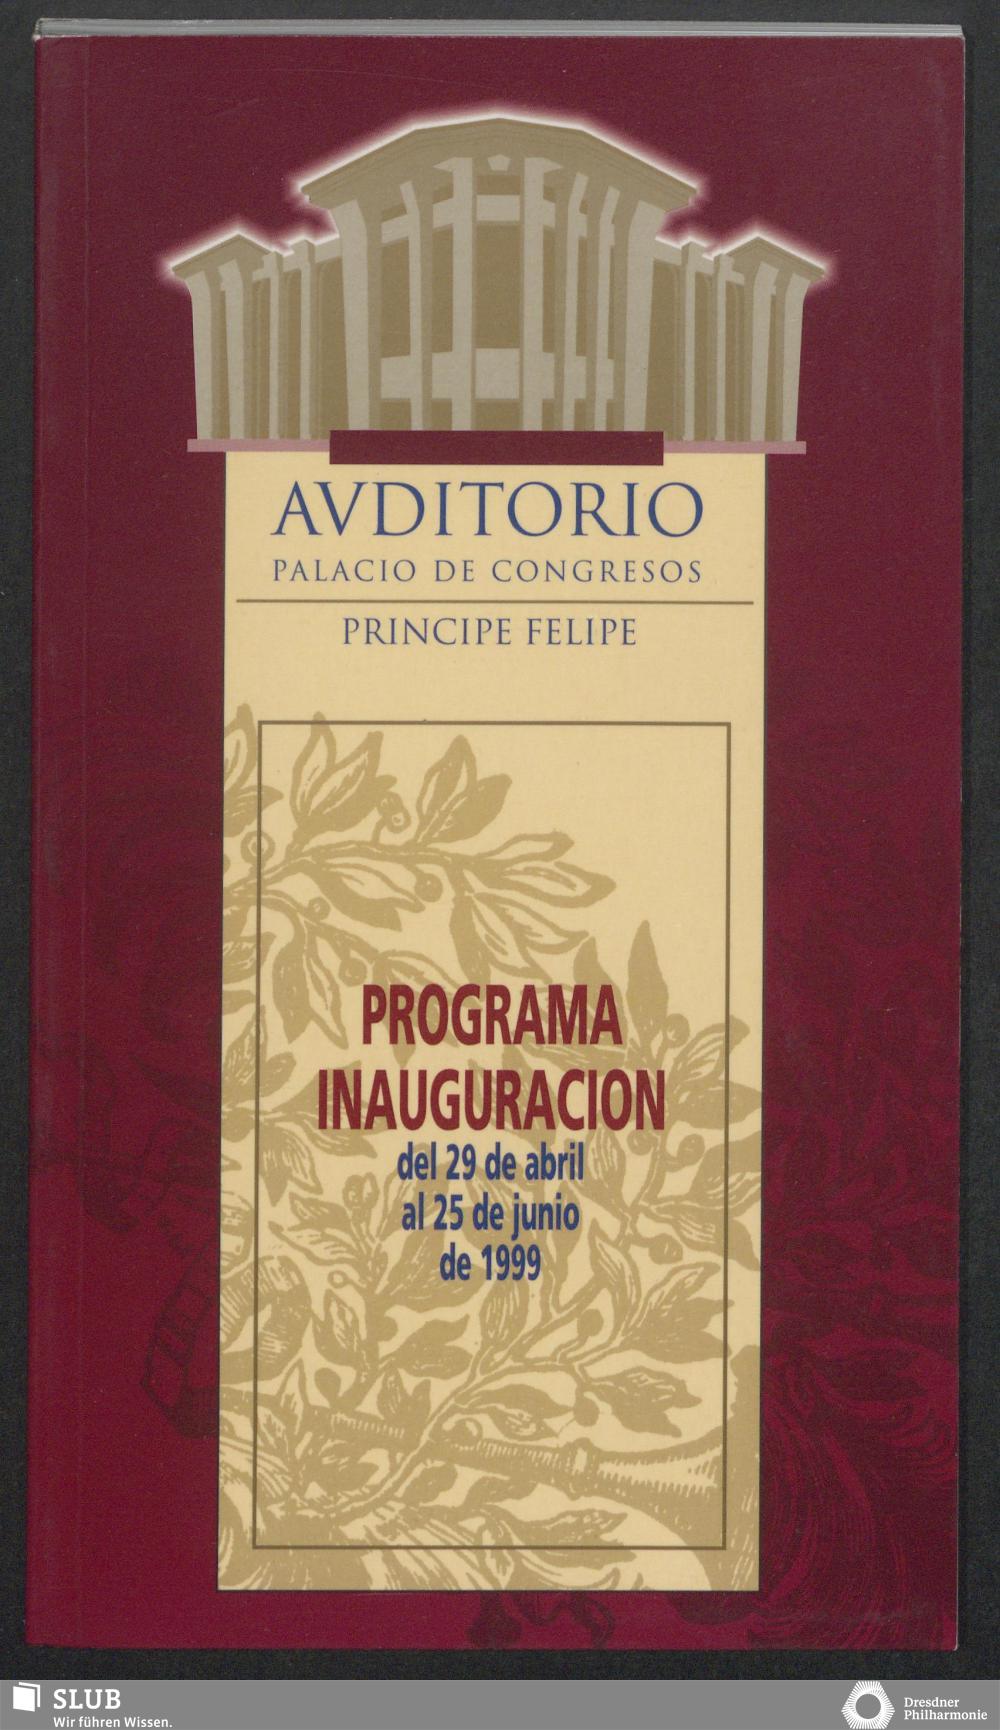 AVDITORIO
PALACIO DE CONGRESOS
PRINCIPE FELIPE
PROGRAMA
INAUGURACION
del 29 de abril
al 25 de junio
de 1999
SLUB
Wir führen Wissen.
Dresdner
Philharmonie